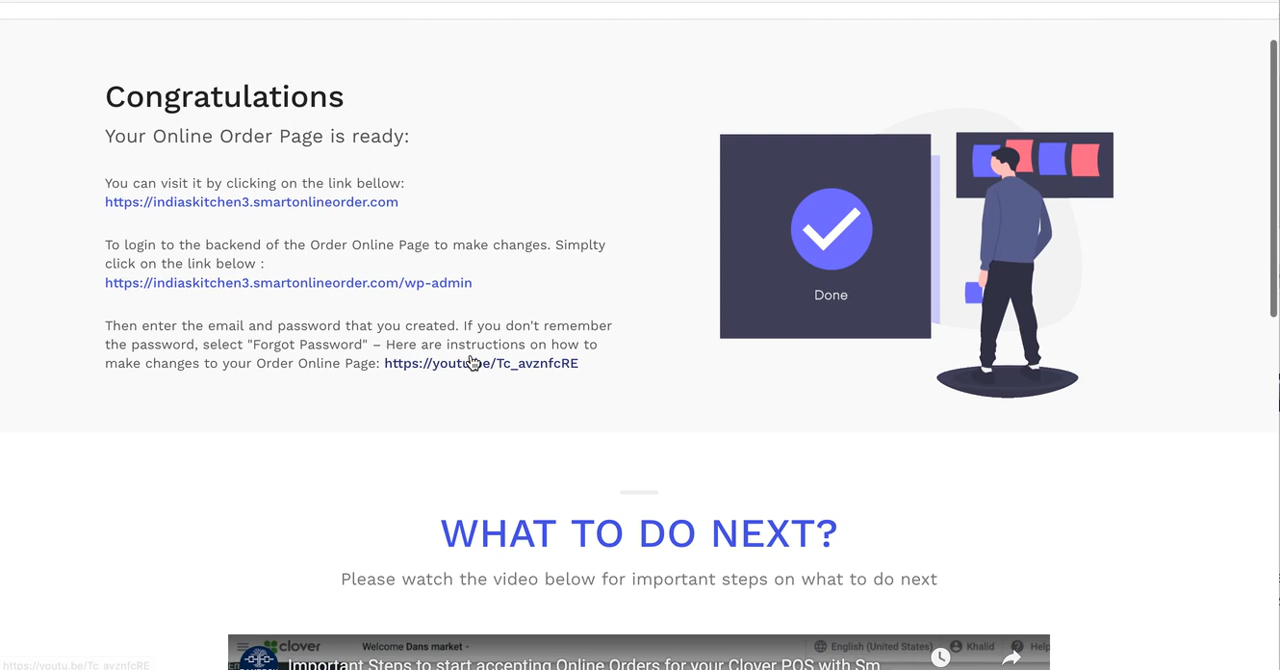 Congratulations
Your Online Order Page is ready:
You can visit it by clicking on the link bellow:
https://indiaskitchen3.smartonlineorder.com
To login to the backend of the Order Online Page to make changes. Simplty
click on the link below :
https://indiaskitchen3.smartonlineorder.com/wp-admin
Then enter the email and password that you created. If you don't remember
the password, select "Forgot Password" – Here are instructions on how to
make changes to your Order Online Page: https://youtu.be/Tc_avznfcRE
Done
WHAT TO DO NEXT?
Please watch the video below for important steps on what to do next
clover
Welcome Dans market
English (United States)
Khalid
Help
Important Steps to start accepting Online Orders for your Clover POS with Sm
https://youtu.be/Tc_avznfcRE